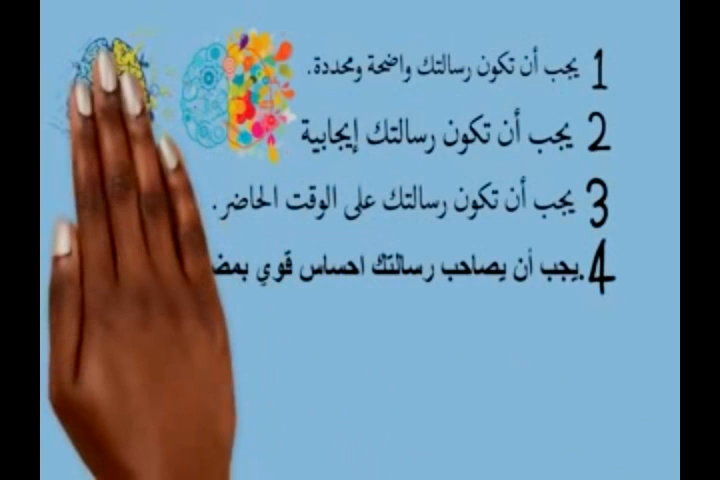 1 يجب أن تكون رسالتك واضحة ومحددة.
2 يجب أن تكون رسالتك إيجابية
3 يجب أن تكون رسالتك على الوقت الحاضر.
4.يجب أن يصاحب رسالتك احساس قوي